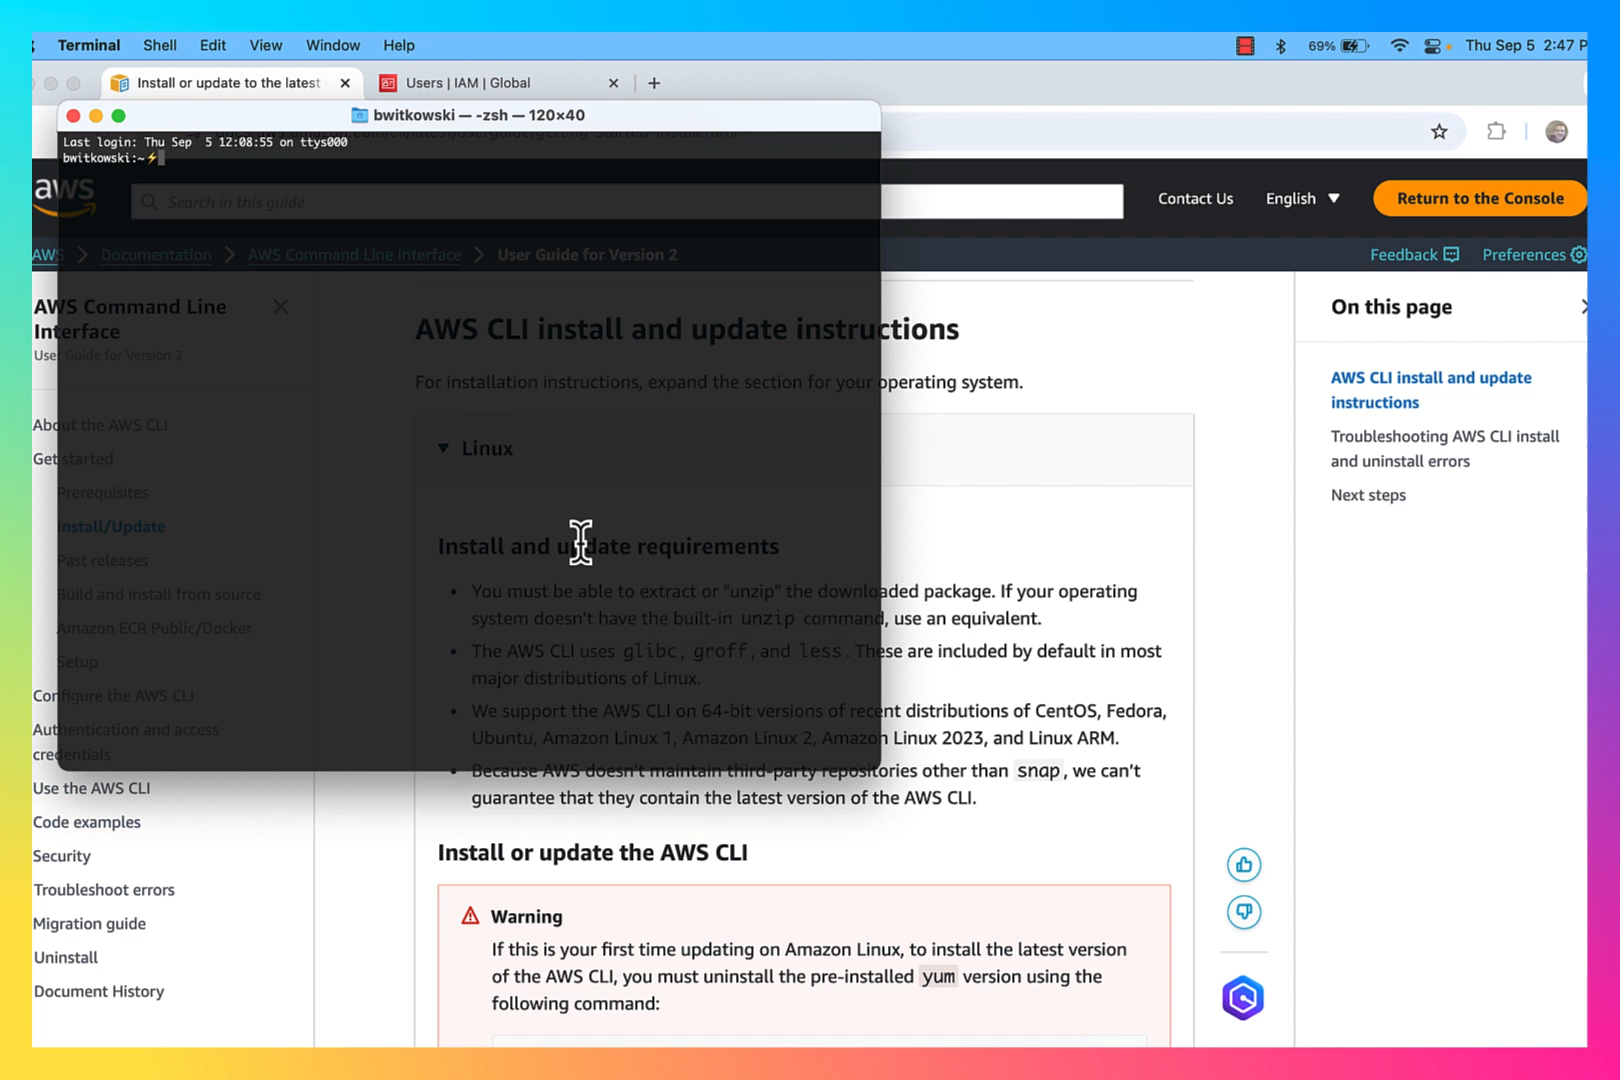 Terminal Shell Edit View Window Help 69% Thu Sep 5 2:47 P
Install or update to the latest Users | IAM | Global
bwitkowski — -zsh — 120×40
Last login: Thu Sep  5 12:08:55 on ttys000
bwitkowski:~⚡
aws Search in this guide Contact Us English Return to the Console
AWS Documentation AWS Command Line Interface User Guide for Version 2 Feedback Preferences
AWS Command Line
Interface
User Guide for Version 2
About the AWS CLI
Get started
Prerequisites
Install/Update
Past releases
Build and install from source
Amazon ECR Public/Docker
Setup
Configure the AWS CLI
Authentication and access
credentials
Use the AWS CLI
Code examples
Security
Troubleshoot errors
Migration guide
Uninstall
Document History
AWS CLI install and update instructions
For installation instructions, expand the section for your operating system.
Linux
Install and update requirements
• You must be able to extract or "unzip" the downloaded package. If your operating
system doesn't have the built-in unzip command, use an equivalent.
• The AWS CLI uses glibc, groff, and less. These are included by default in most
major distributions of Linux.
• We support the AWS CLI on 64-bit versions of recent distributions of CentOS, Fedora,
Ubuntu, Amazon Linux 1, Amazon Linux 2, Amazon Linux 2023, and Linux ARM.
• Because AWS doesn't maintain third-party repositories other than snap, we can't
guarantee that they contain the latest version of the AWS CLI.
Install or update the AWS CLI
Warning
If this is your first time updating on Amazon Linux, to install the latest version
of the AWS CLI, you must uninstall the pre-installed yum version using the
following command:
On this page
AWS CLI install and update
instructions
Troubleshooting AWS CLI install
and uninstall errors
Next steps